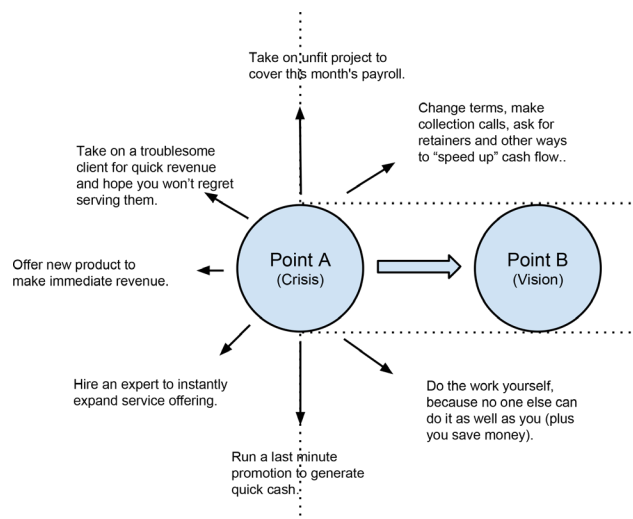 Take on unfit project to
cover this month's payroll.
Change terms, make
collection calls, ask for
retainers and other ways
to “speed up” cash flow..
Take on a troublesome
client for quick revenue
and hope you won’t regret
serving them.
Point A
(Crisis)
Point B
(Vision)
Offer new product to
make immediate revenue.
Hire an expert to instantly
expand service offering.
Do the work yourself,
because no one else can
do it as well as you (plus
you save money).
Run a last minute
promotion to generate
quick cash.